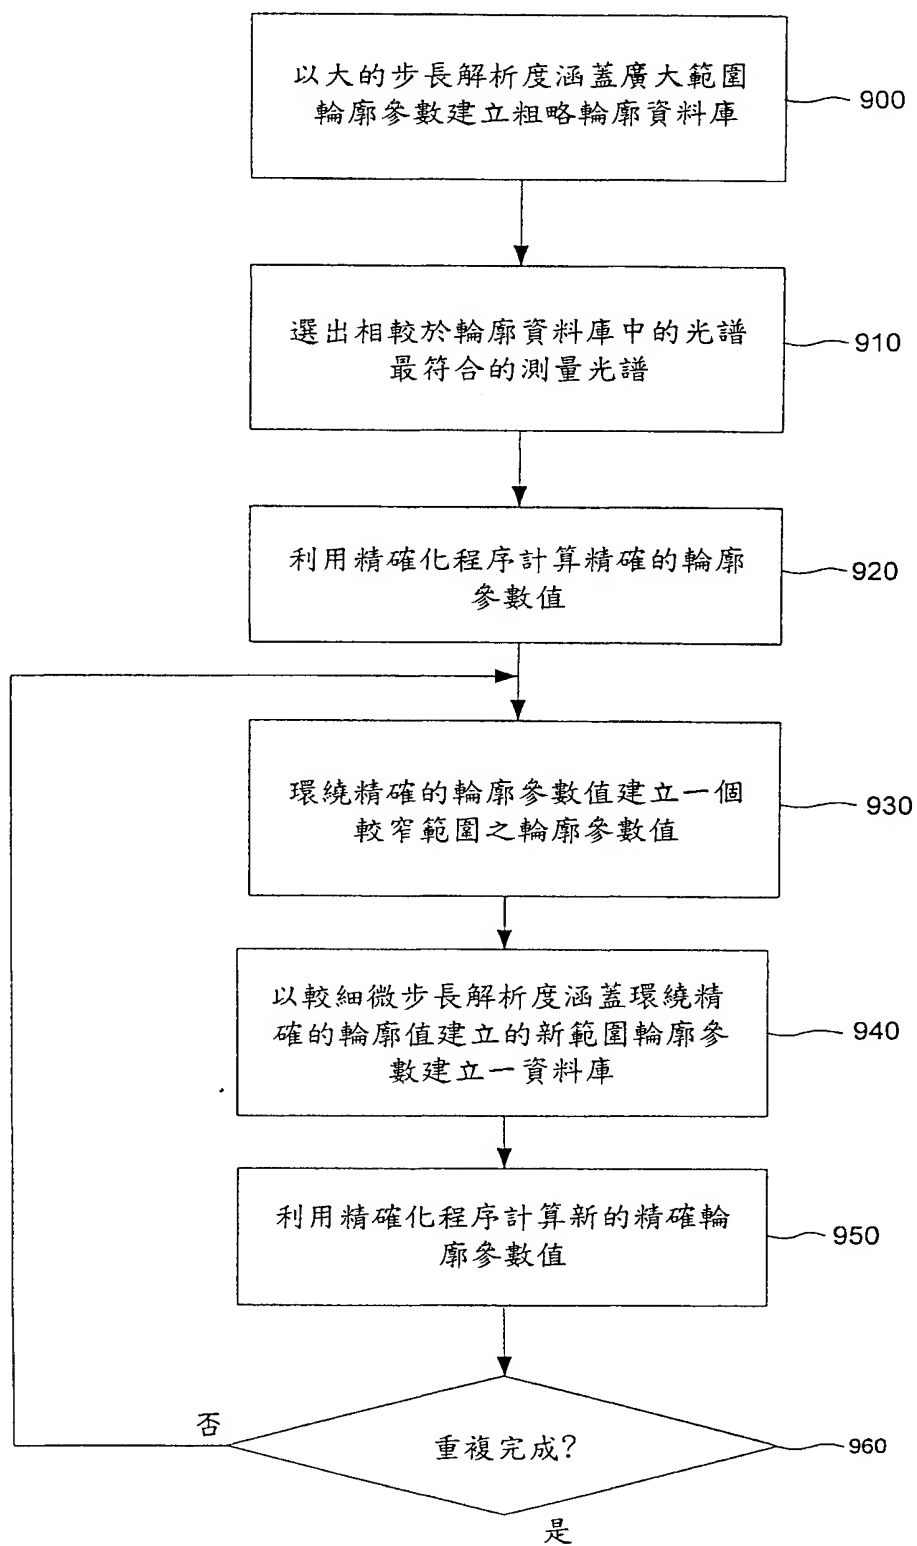 以大的步長解析度涵蓋廣大範圍
輪廓參數建立粗略輪廓資料庫
900
選出相較於輪廓資料庫中的光譜
最符合的測量光譜
910
利用精確化程序計算精確的輪廓
參數值
920
環繞精確的輪廓參數值建立一個
較窄範圍之輪廓參數值
930
以較細微步長解析度涵蓋環繞精
確的輪廓值建立的新範圍輪廓參
數建立一資料庫
940
利用精確化程序計算新的精確輪
廓參數值
950
否
重複完成?
960
是